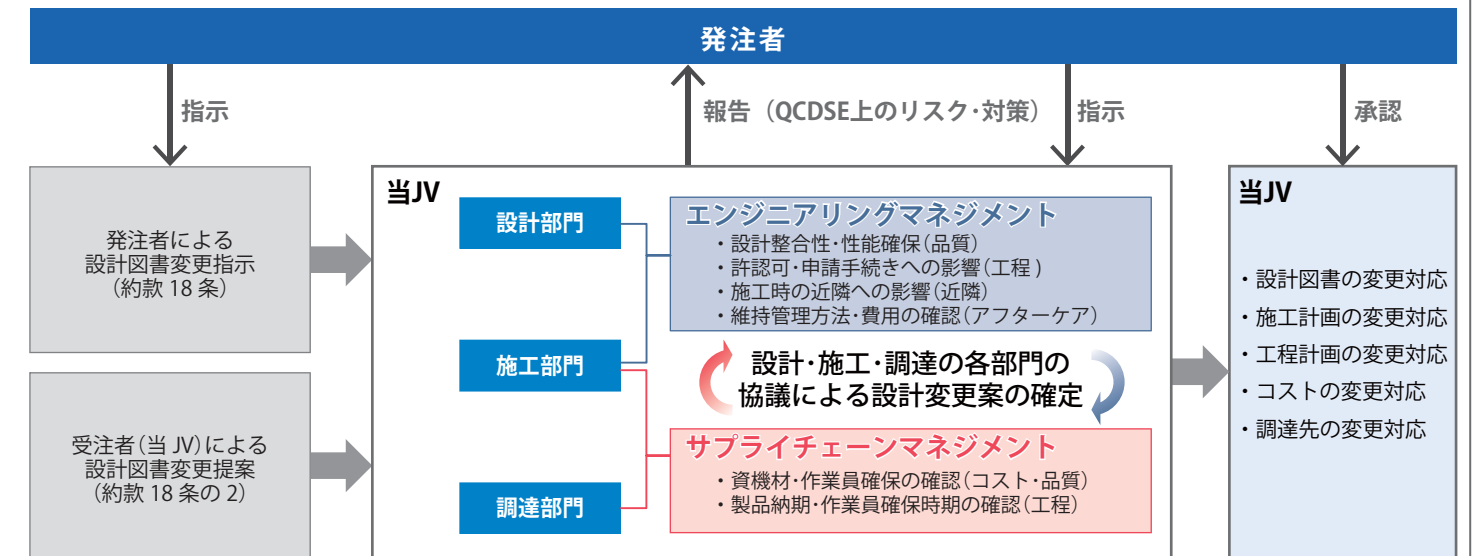 発注者
指示
報告（QCDSE上のリスク・対策）
指示
承認
発注者による
設計図書変更指示
（約款 18 条）
受注者（当 JV）による
設計図書変更提案
（約款 18 条の 2）
当JV
設計部門
施工部門
調達部門
エンジニアリングマネジメント
・設計整合性・性能確保（品質）
・許認可・申請手続きへの影響（工程 )
・施工時の近隣への影響（近隣）
・維持管理方法・費用の確認（アフターケア）
設計・施工・調達の各部門の
協議による設計変更案の確定
サプライチェーンマネジメント
・資機材・作業員確保の確認（コスト・品質）
・製品納期・作業員確保時期の確認（工程）
当JV
・設計図書の変更対応
・施工計画の変更対応
・工程計画の変更対応
・コストの変更対応
・調達先の変更対応